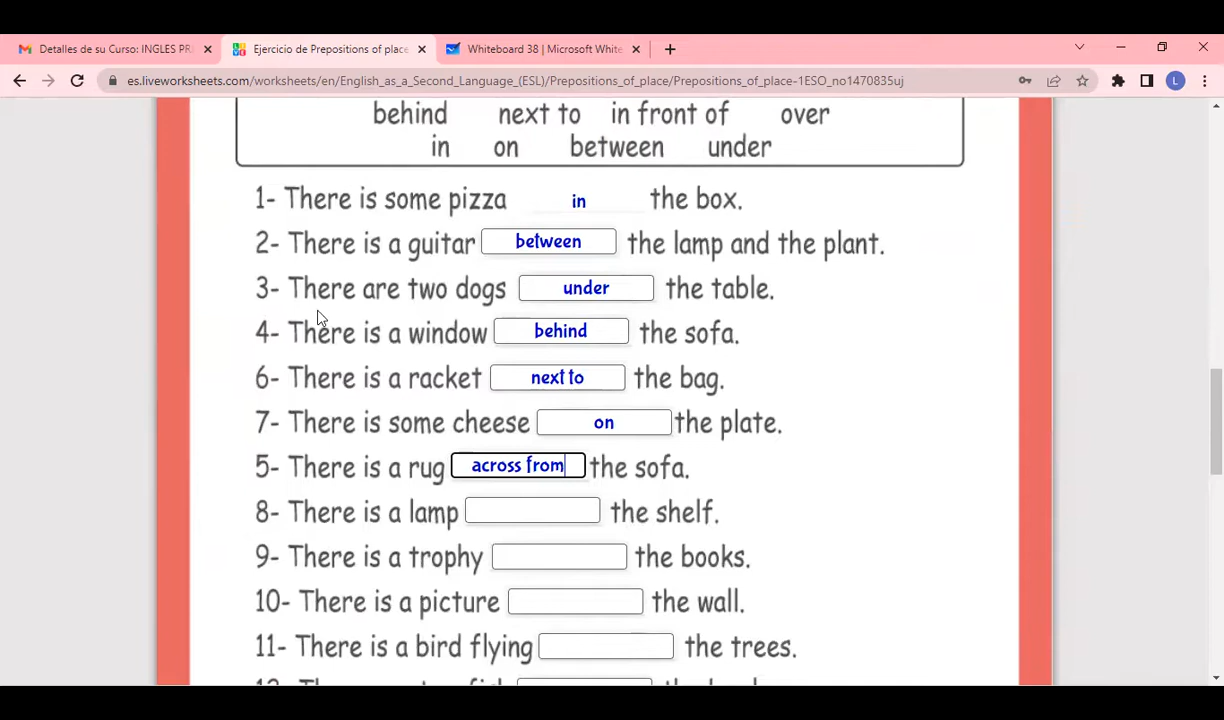 Detalles de su Curso: INGLES PRI
Ejercicio de Prepositions of place
Whiteboard 38 | Microsoft White
es.liveworksheets.com/worksheets/en/English_as_a_Second_Language_(ESL)/Prepositions_of_place/Prepositions_of_place-1ESO_no1470835uj
L
behind next to in front of over
in on between under
1- There is some pizza in the box.
2- There is a guitar between the lamp and the plant.
3- There are two dogs under the table.
4- There is a window behind the sofa.
6- There is a racket next to the bag.
7- There is some cheese on the plate.
5- There is a rug across from the sofa.
8- There is a lamp the shelf.
9- There is a trophy the books.
10- There is a picture the wall.
11- There is a bird flying the trees.